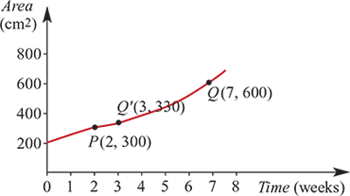 Area
(cm2)
800
600
400
200
Q′(3, 330)
Q(7, 600)
P(2, 300)
0 1 2 3 4 5 6 7 8 Time (weeks)